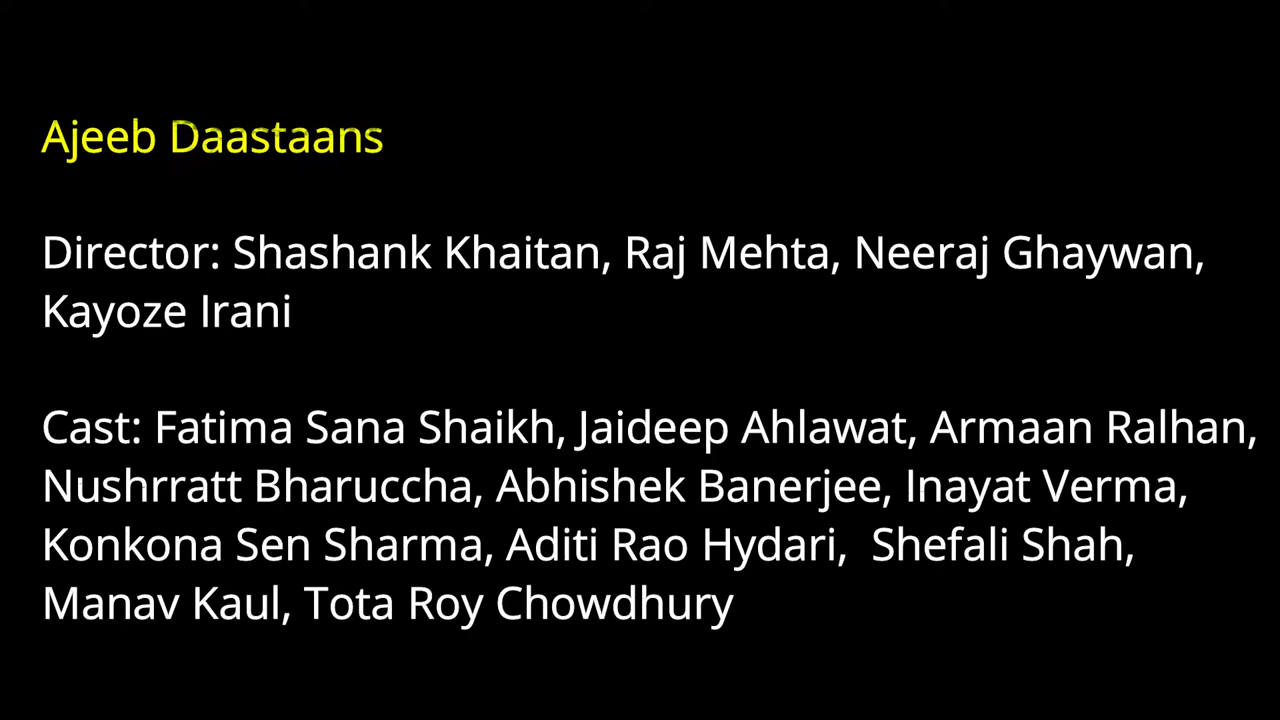 Ajeeb Daastaans
Director: Shashank Khaitan, Raj Mehta, Neeraj Ghaywan,
Kayoze Irani
Cast: Fatima Sana Shaikh, Jaideep Ahlawat, Armaan Ralhan,
Nushrratt Bharuccha, Abhishek Banerjee, Inayat Verma,
Konkona Sen Sharma, Aditi Rao Hydari,  Shefali Shah,
Manav Kaul, Tota Roy Chowdhury